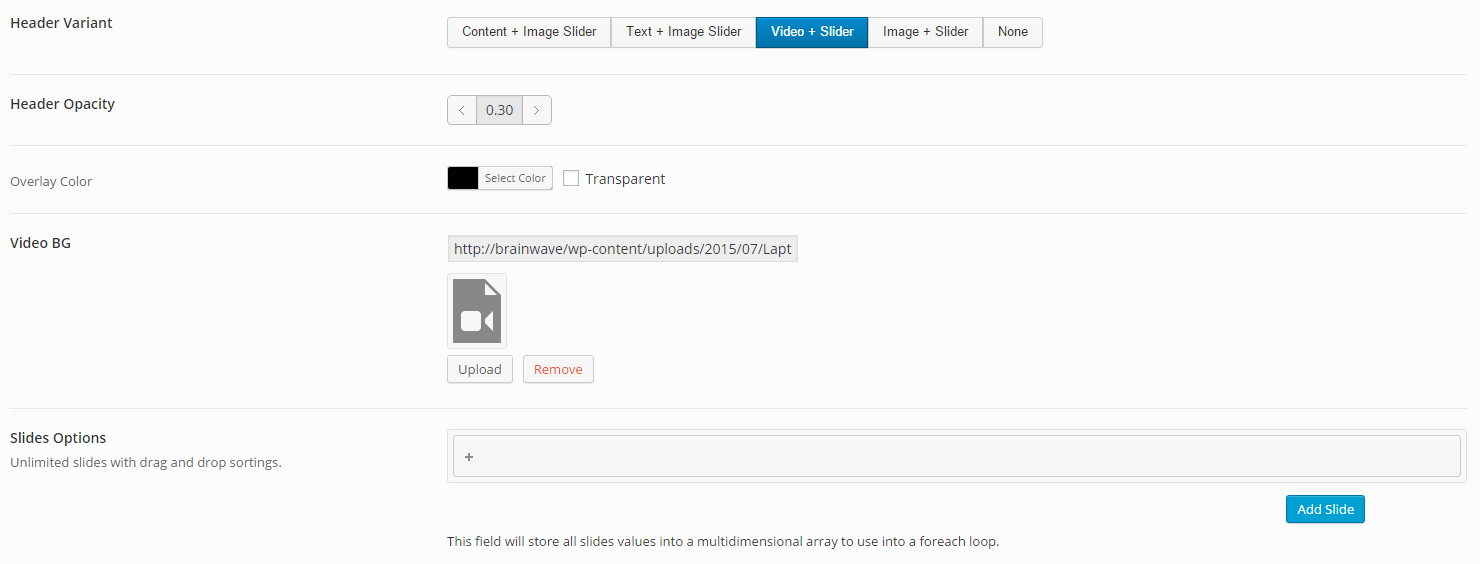 Header Variant
Content + Image Slider Text + Image Slider Video + Slider Image + Slider None
Header Opacity
< 0.30 >
Overlay Color
Select Color Transparent
Video BG
http://brainwave/wp-content/uploads/2015/07/Lapt
Upload Remove
Slides Options
Unlimited slides with drag and drop sortings.
+
Add Slide
This field will store all slides values into a multidimensional array to use into a foreach loop.